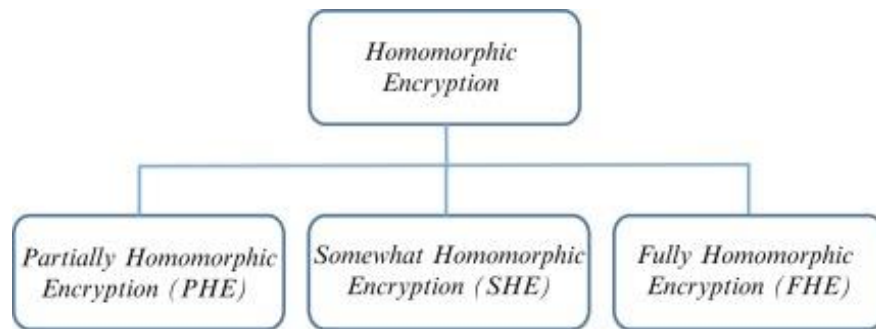 Homomorphic
Encryption
Partially Homomorphic
Encryption (PHE)
Somewhat Homomorphic
Encryption (SHE)
Fully Homomorphic
Encryption (FHE)